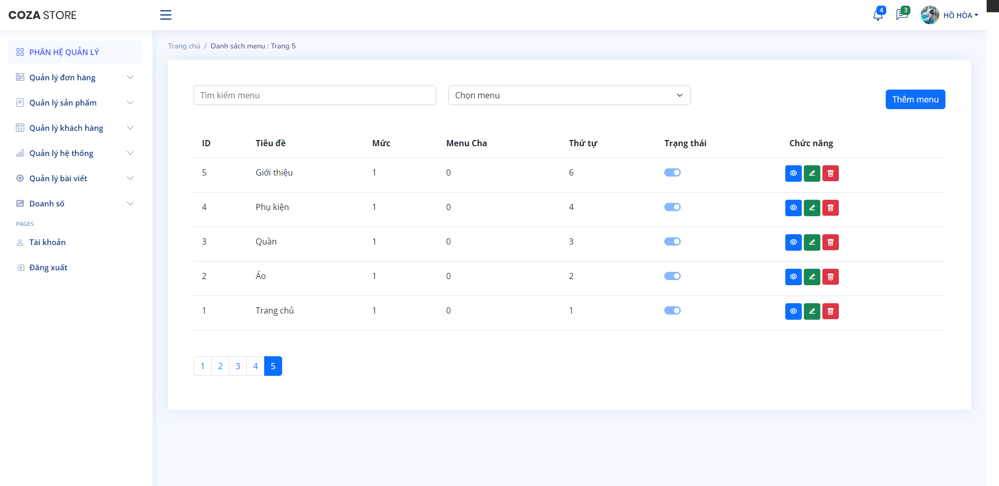 COZA STORE
4
3
HỒ HÒA
PHÂN HỆ QUẢN LÝ
Quản lý đơn hàng
Quản lý sản phẩm
Quản lý khách hàng
Quản lý hệ thống
Quản lý bài viết
Doanh số
PAGES
Tài khoản
Đăng xuất
Trang chủ / Danh sách menu : Trang 5
Tìm kiếm menu
Chọn menu
Thêm menu
ID Tiêu đề Mức Menu Cha Thứ tự Trạng thái Chức năng
5 Giới thiệu 1 0 6
4 Phụ kiện 1 0 4
3 Quần 1 0 3
2 Áo 1 0 2
1 Trang chủ 1 0 1
1 2 3 4 5